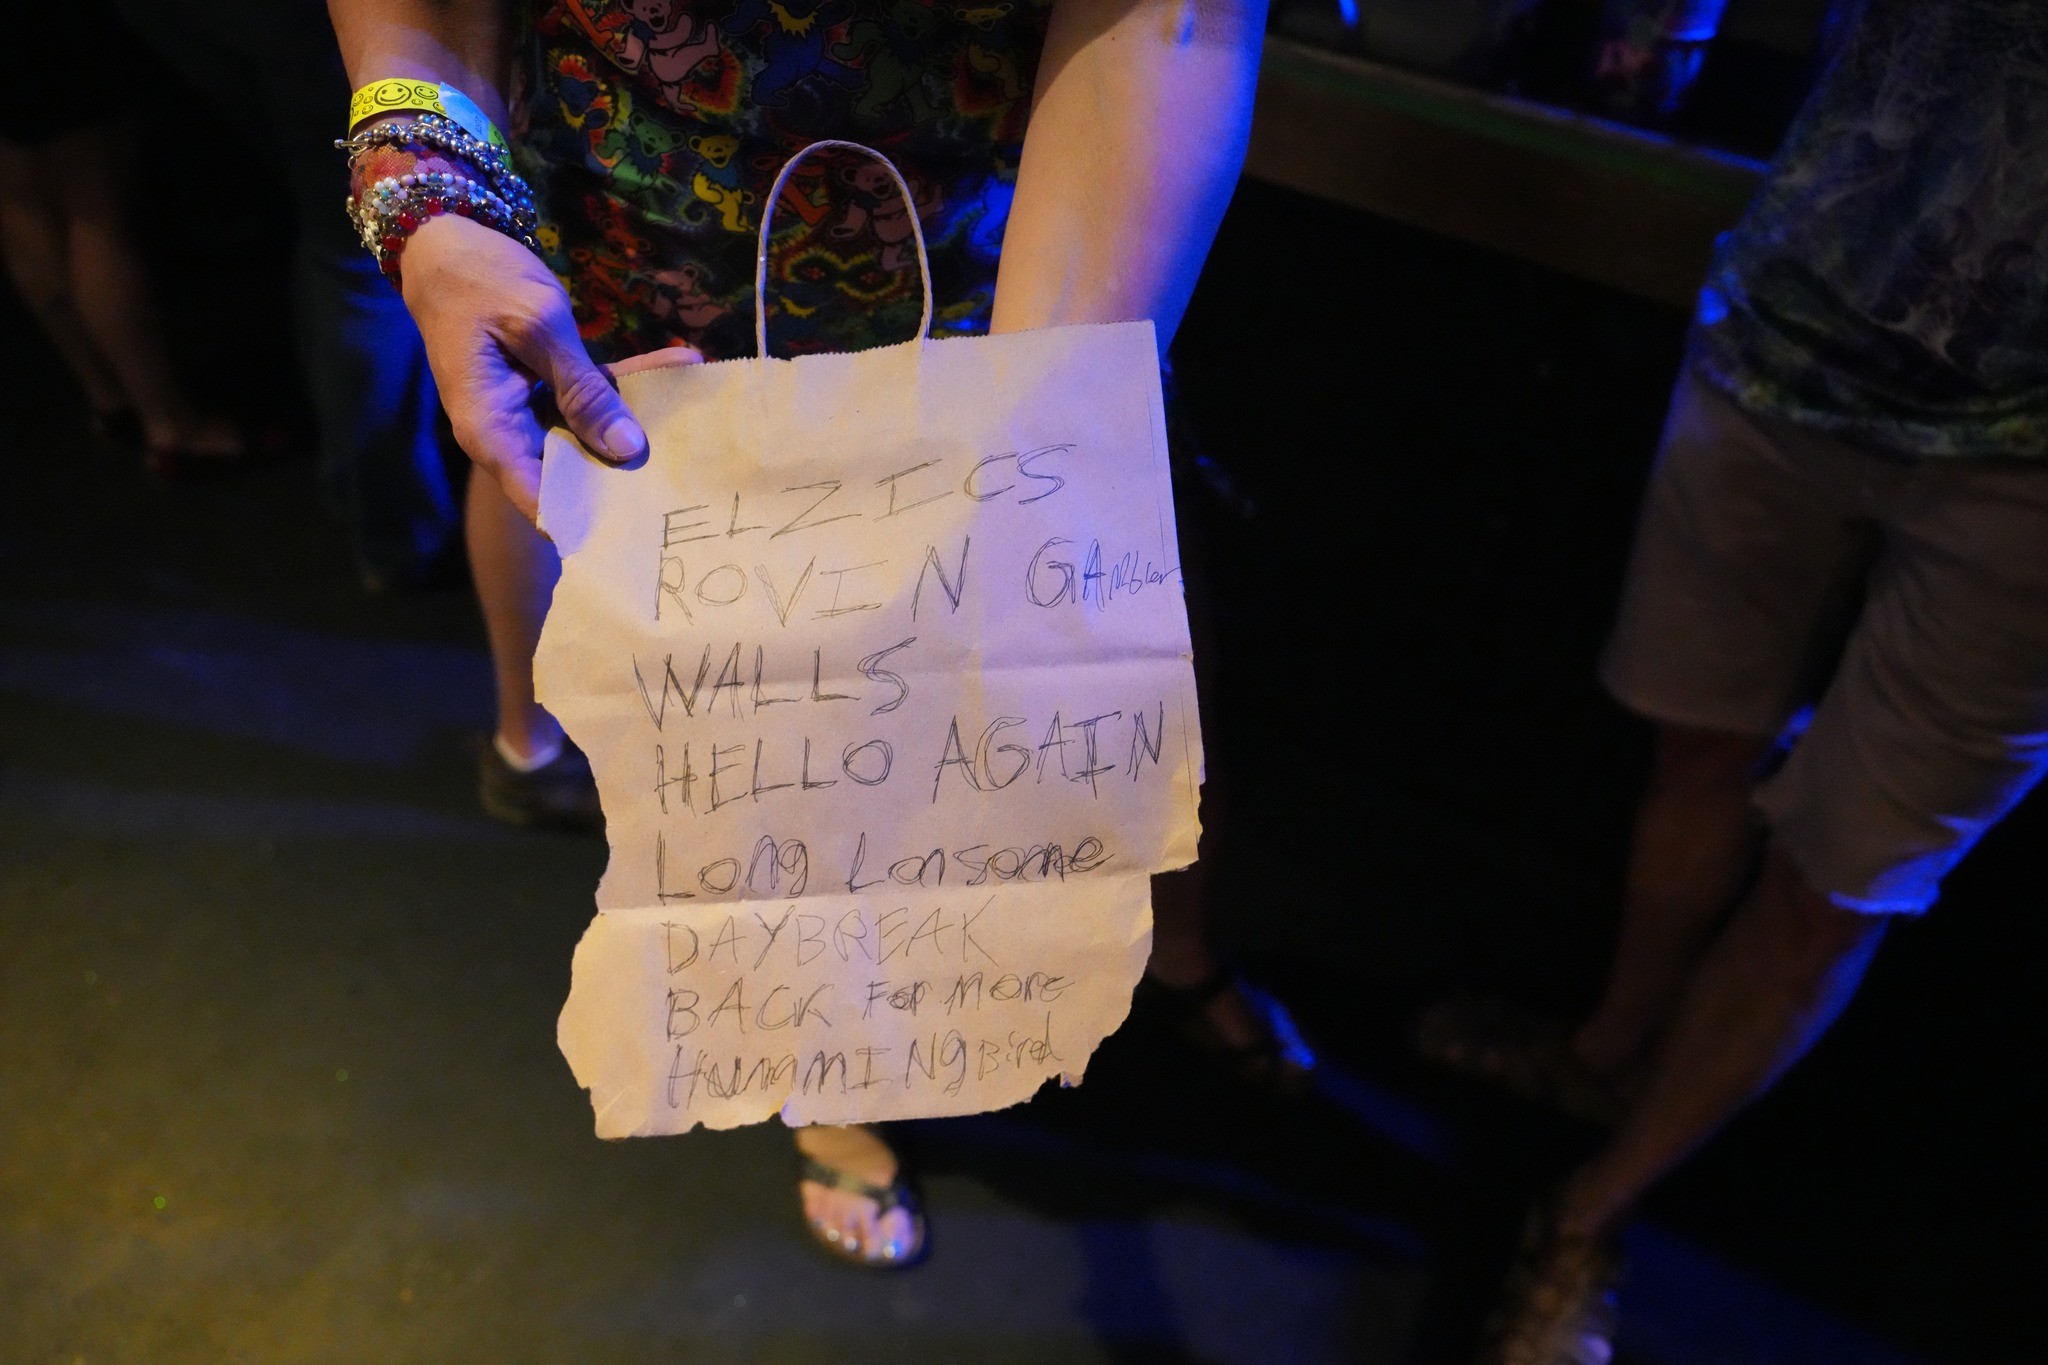 ELZICS
ROVIN GAmbler
WALLS
HELLO AGAIN
Long Lonsome
DAYBREAK
BACK For More
HummINgBird